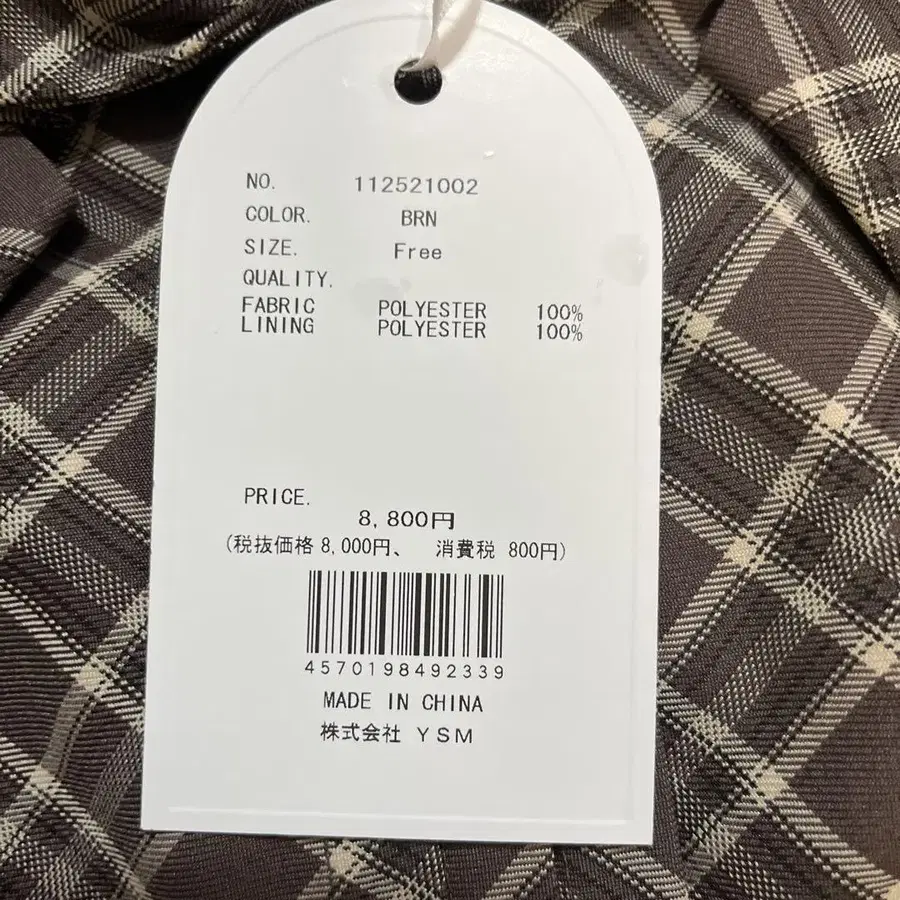 NO. 112521002
COLOR. BRN
SIZE. Free
QUALITY.
FABRIC POLYESTER 100%
LINING POLYESTER 100%
PRICE.
8,800円
(税抜価格 8,000円、 消費税 800円)
4570198492339
MADE IN CHINA
株式会社 YSM